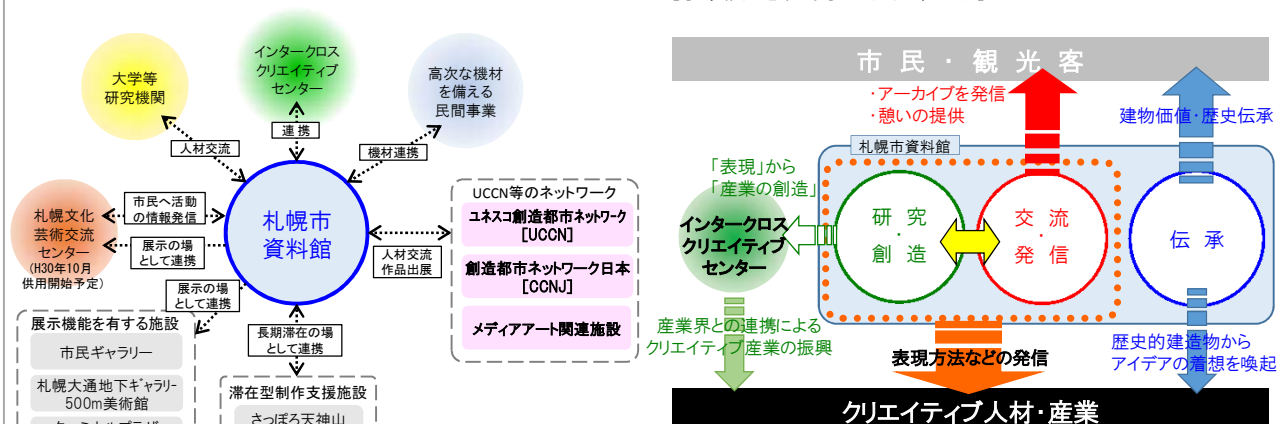 大学等
研究機関
インタークロス
クリエイティブ
センター
高次な機材
を備える
民間事業
人材交流
連携
機材連携
札幌文化
芸術交流
センター
(H30年10月
供用開始予定)
市民へ活動
の情報発信
展示の場
として連携
札幌市
資料館
人材交流
作品出展
UCCN等のネットワーク
ユネスコ創造都市ネットワーク
[UCCN]
創造都市ネットワーク日本
[CCNJ]
メディアアート関連施設
展示の場
として連携
長期滞在の場
として連携
展示機能を有する施設
市民ギャラリー
札幌大通地下ギャラリー
500m美術館
滞在型制作支援施設
さっぽろ天神山
市民・観光客
・アーカイブを発信
・憩いの提供
建物価値・歴史伝承
札幌市資料館
「表現」から
「産業の創造」
インタークロス
クリエイティブ
センター
研究
・
創造
交流
・
発信
伝承
産業界との連携による
クリエイティブ産業の振興
表現方法などの発信
歴史的建造物から
アイデアの着想を喚起
クリエイティブ人材・産業